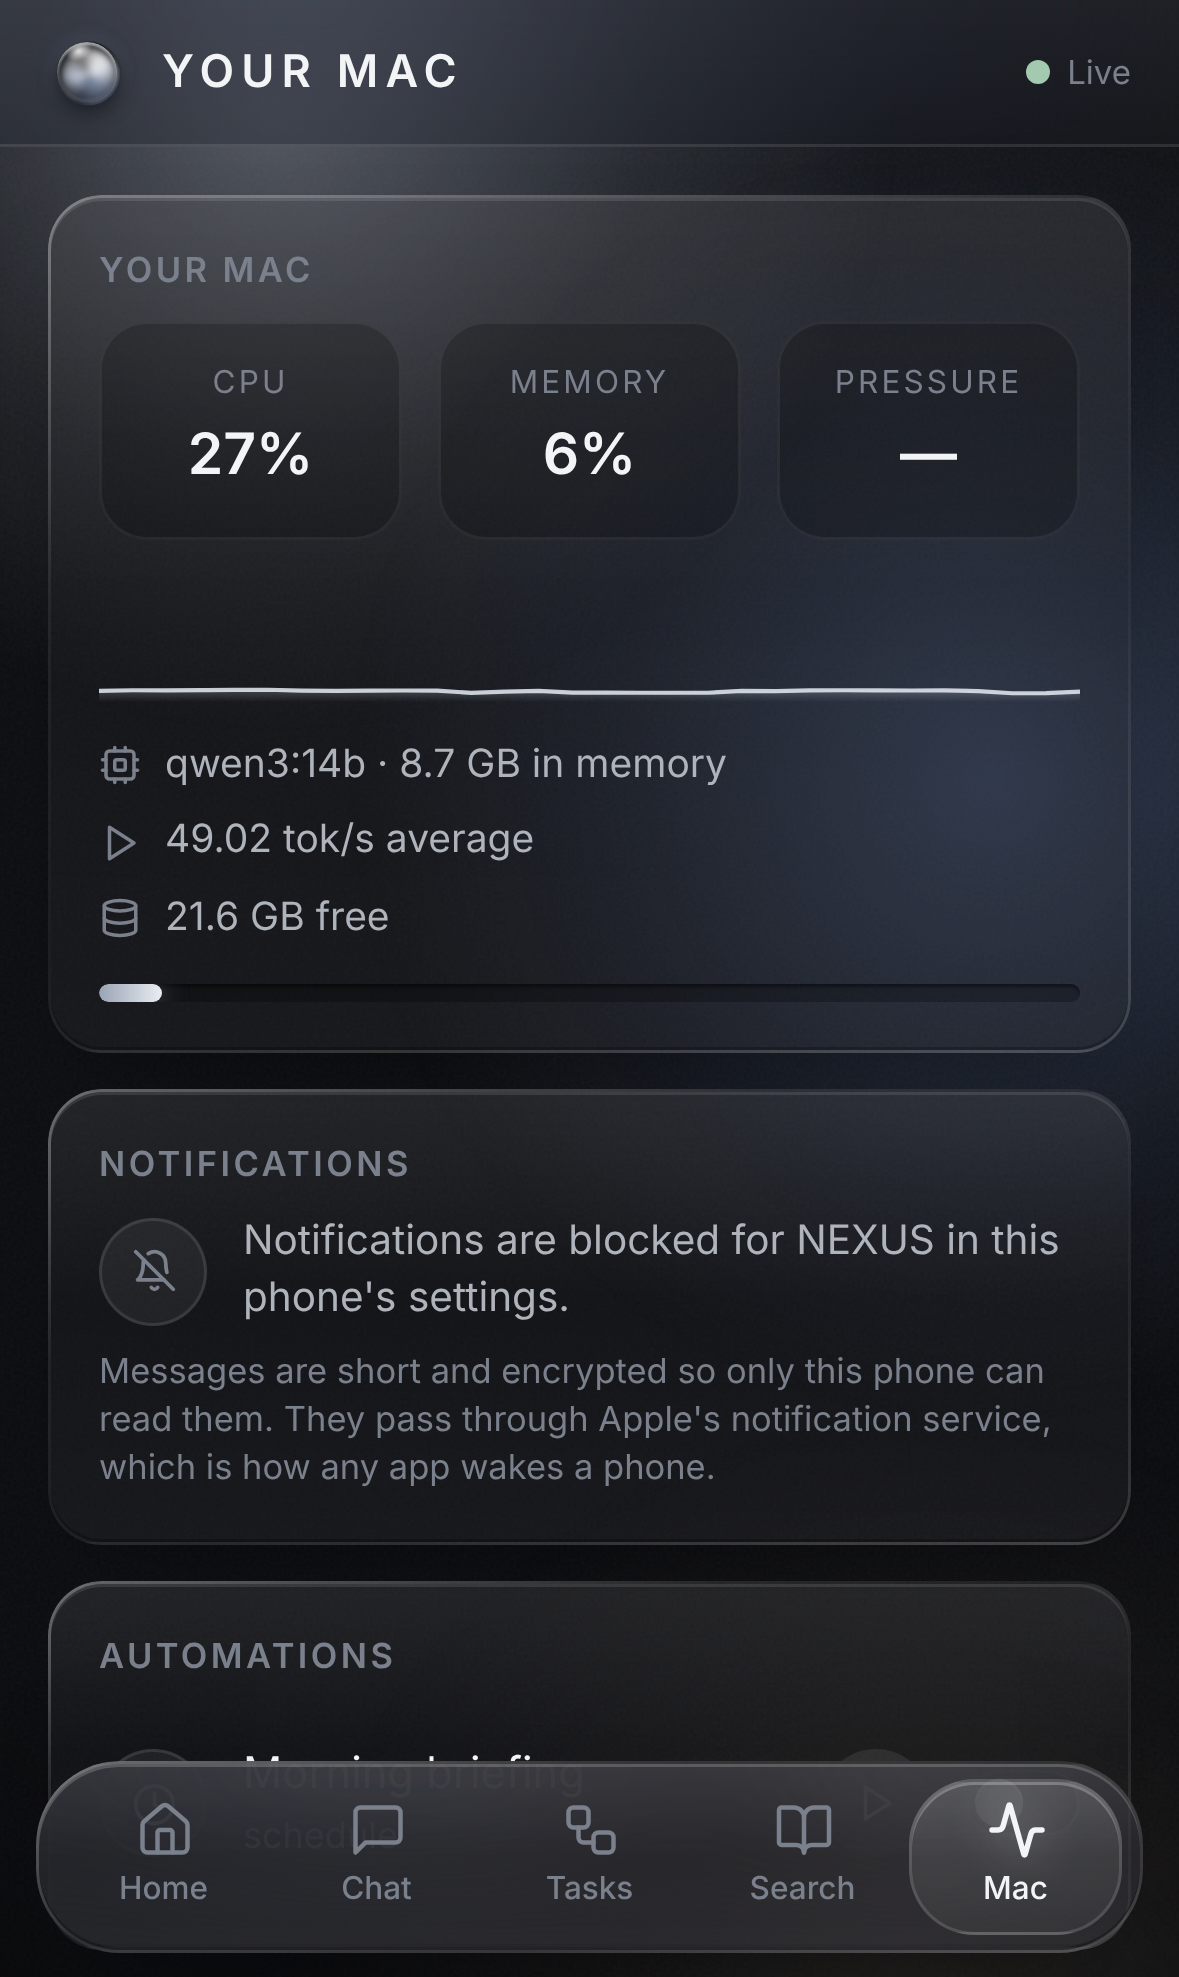 YOUR MAC
Live
YOUR MAC
CPU
MEMORY
PRESSURE
27%
6%
—
qwen3:14b · 8.7 GB in memory
49.02 tok/s average
21.6 GB free
NOTIFICATIONS
Notifications are blocked for NEXUS in this
phone's settings.
Messages are short and encrypted so only this phone can
read them. They pass through Apple's notification service,
which is how any app wakes a phone.
AUTOMATIONS
Morning briefing
schedule
Home
Chat
Tasks
Search
Mac